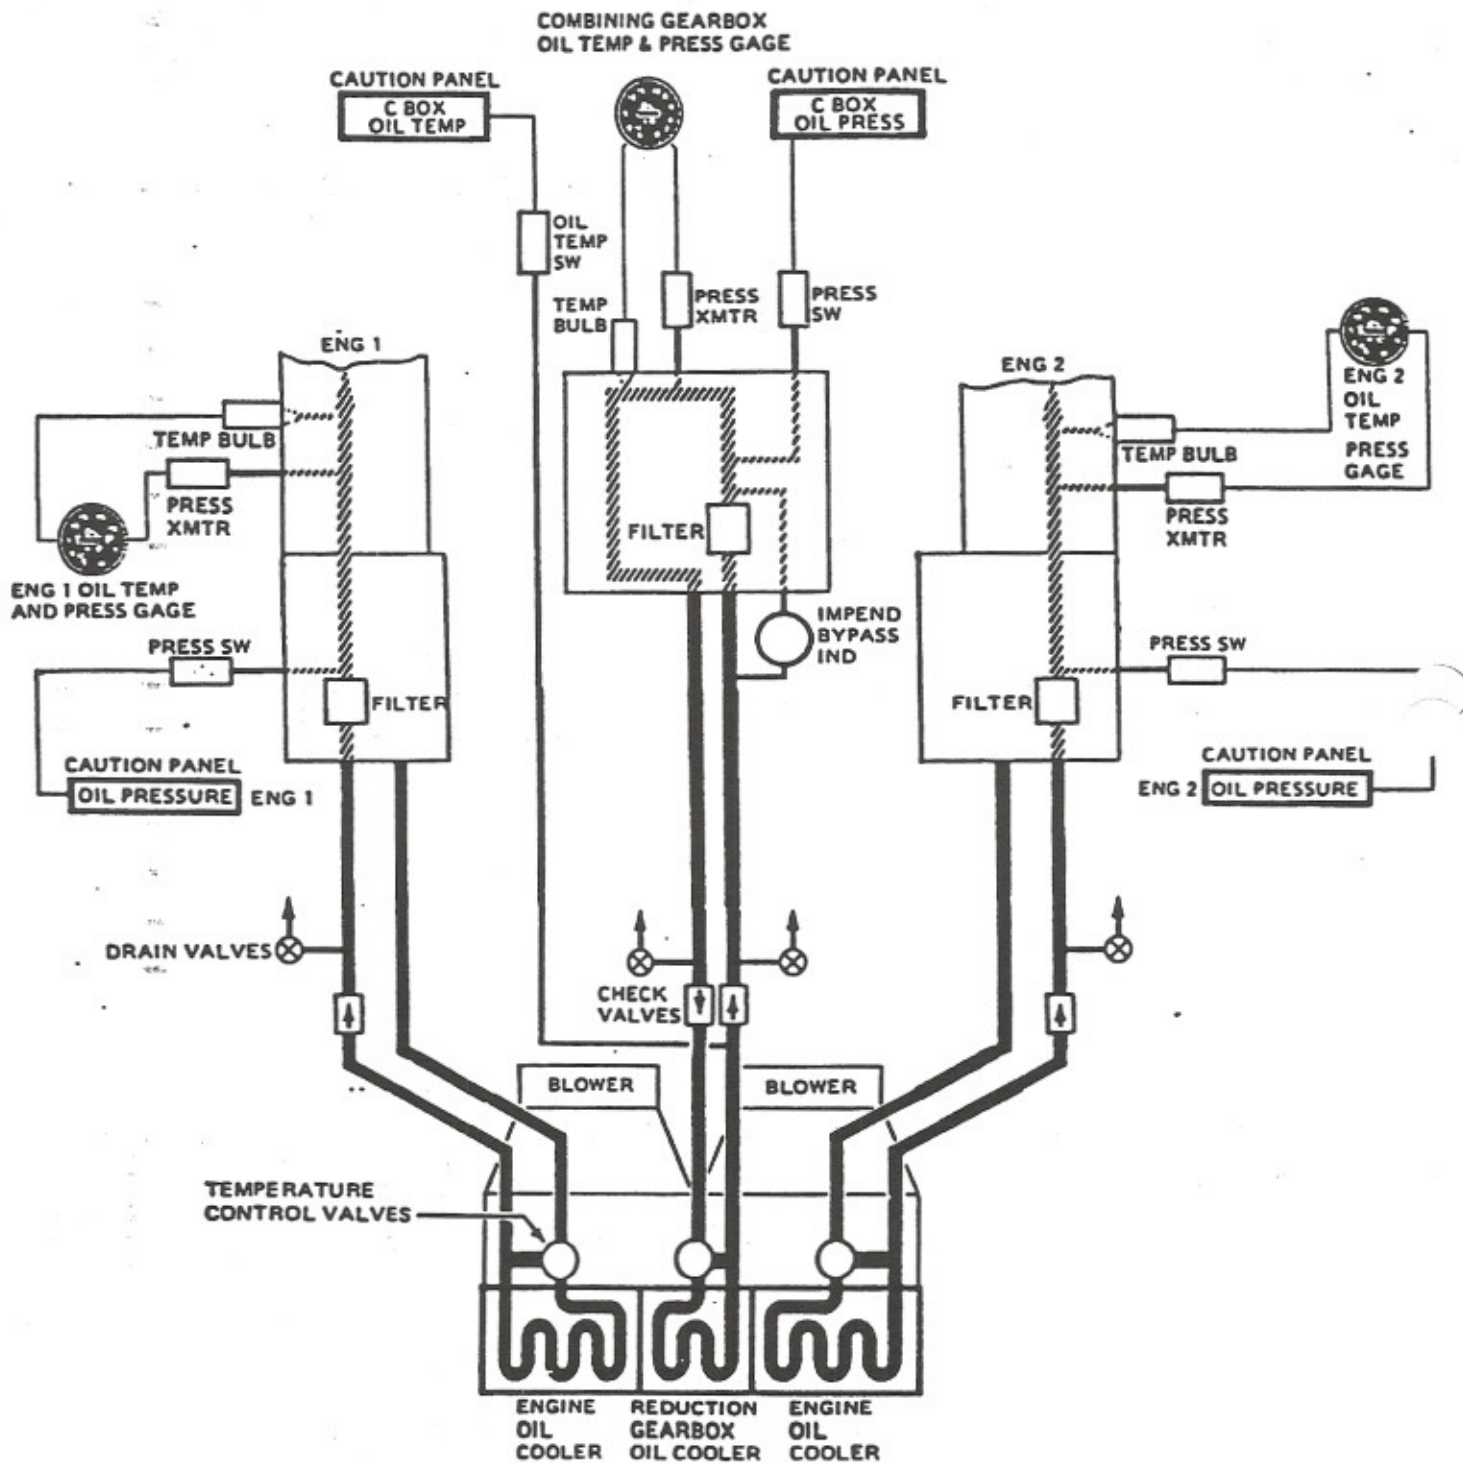 COMBINING GEARBOX
OIL TEMP & PRESS GAGE
CAUTION PANEL
C BOX
OIL TEMP
CAUTION PANEL
C BOX
OIL PRESS
OIL
TEMP
SW
TEMP
BULB
PRESS
XMTR
PRESS
SW
ENG 1
TEMP BULB
PRESS
XMTR
ENG 1 OIL TEMP
AND PRESS GAGE
PRESS SW
FILTER
CAUTION PANEL
OIL PRESSURE
ENG 1
FILTER
IMPEND
BYPASS
IND
ENG 2
ENG 2
OIL
TEMP
PRESS
GAGE
TEMP BULB
PRESS
XMTR
PRESS SW
FILTER
CAUTION PANEL
ENG 2
OIL PRESSURE
DRAIN VALVES
CHECK
VALVES
BLOWER
BLOWER
TEMPERATURE
CONTROL VALVES
ENGINE
OIL
COOLER
REDUCTION
GEARBOX
OIL COOLER
ENGINE
OIL
COOLER